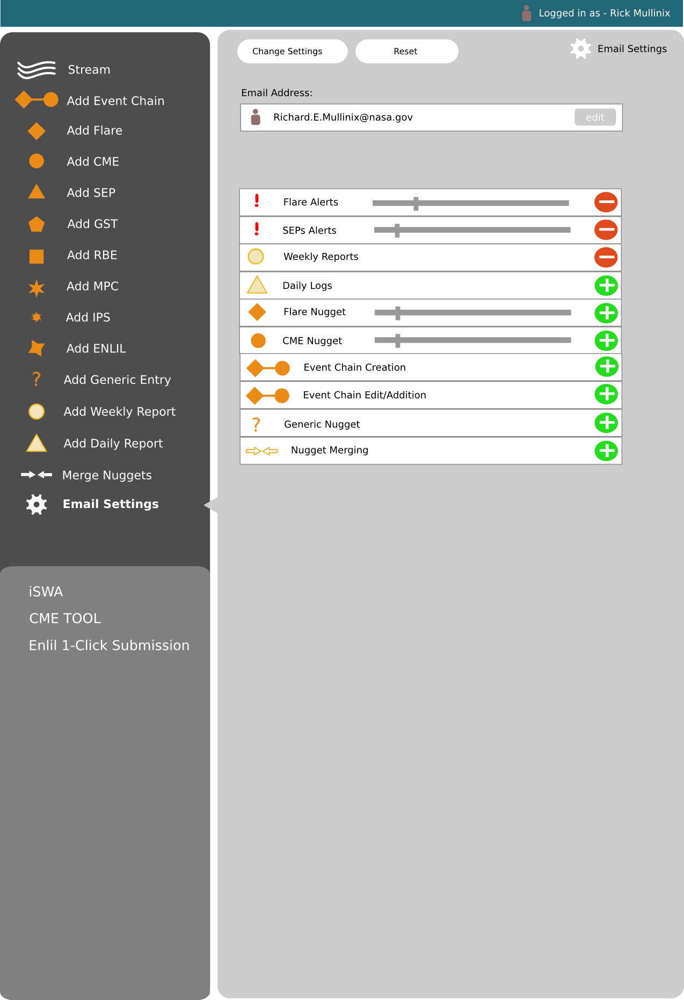 Logged in as - Rick Mullinix
Stream
Add Event Chain
Add Flare
Add CME
Add SEP
Add GST
Add RBE
Add MPC
Add IPS
Add ENLIL
? Add Generic Entry
Add Weekly Report
Add Daily Report
Merge Nuggets
Email Settings
iSWA
CME TOOL
Enlil 1-Click Submission
Change Settings
Reset
Email Settings
Email Address:
Richard.E.Mullinix@nasa.gov
edit
! Flare Alerts
! SEPs Alerts
Weekly Reports
Daily Logs
Flare Nugget
CME Nugget
Event Chain Creation
Event Chain Edit/Addition
? Generic Nugget
Nugget Merging